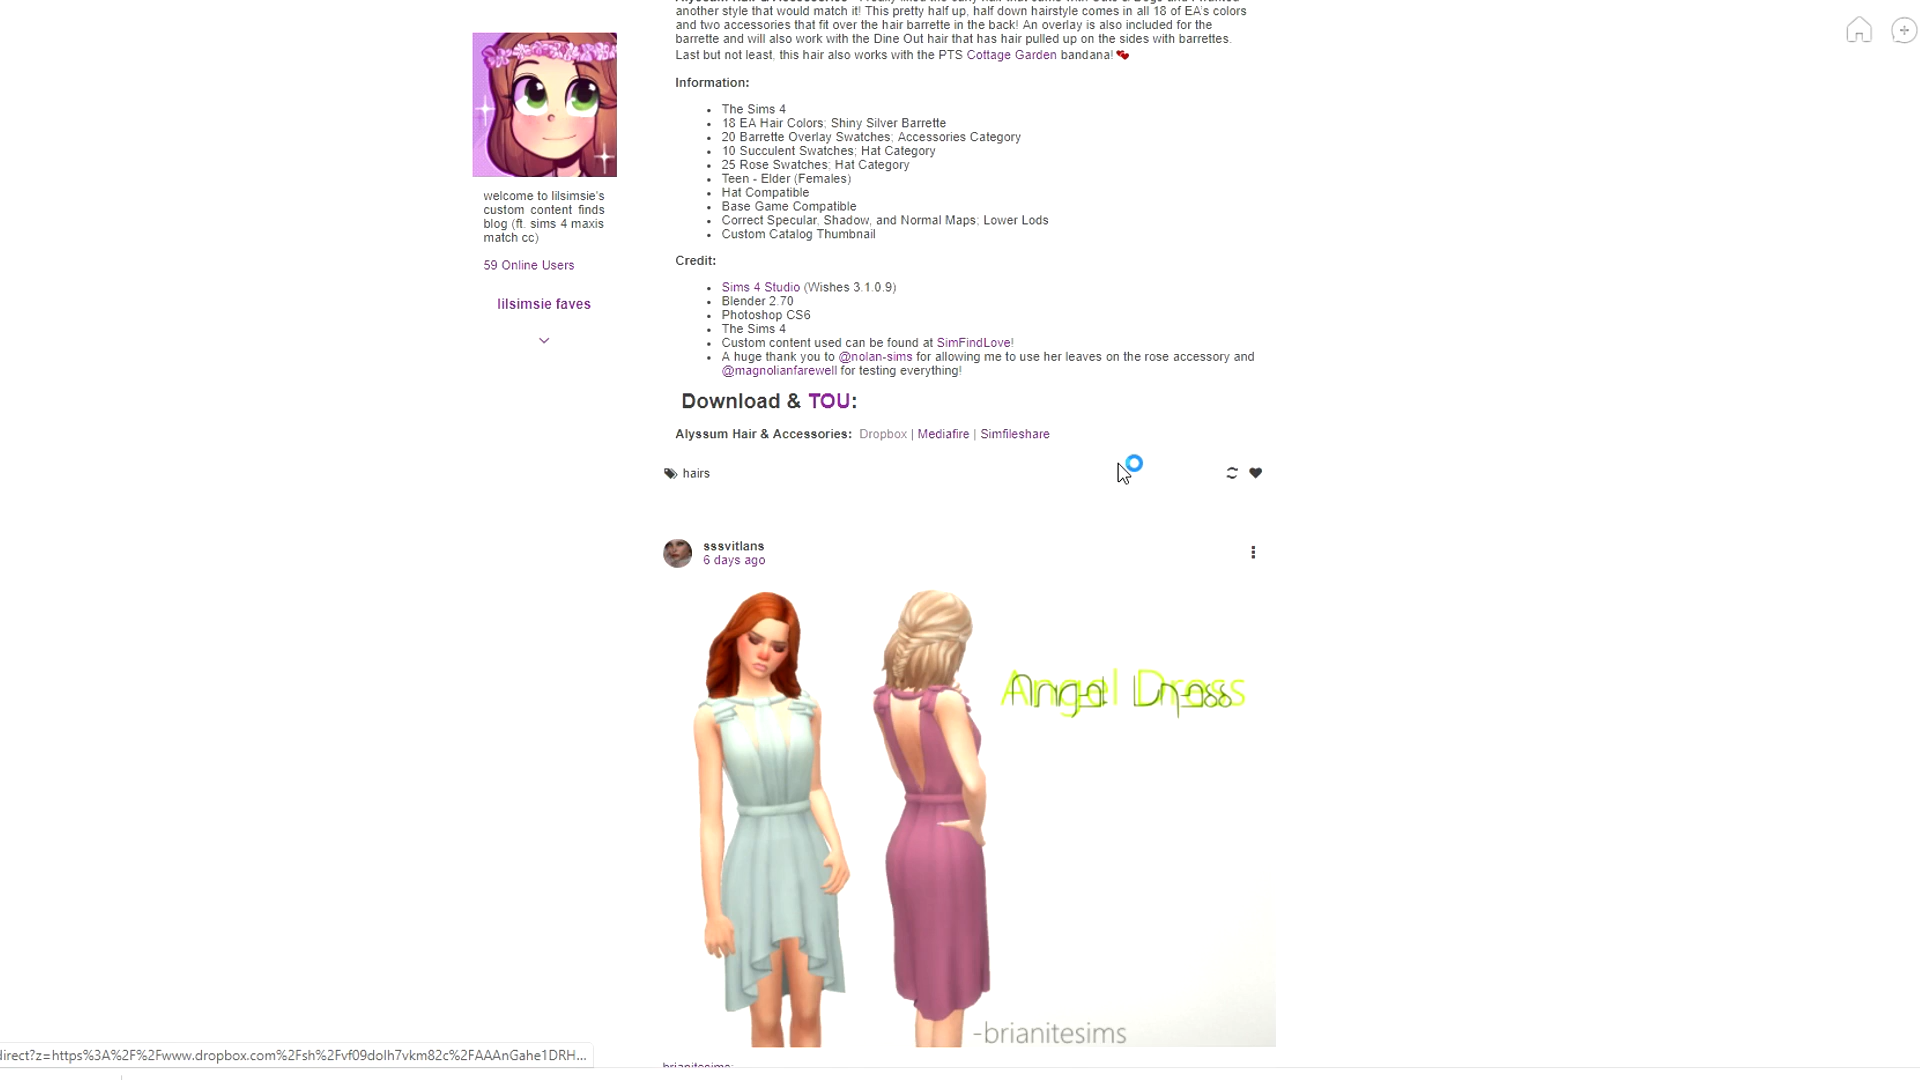 another style that would match it! This pretty half up, half down hairstyle comes in all 18 of EA's colors
and two accessories that fit over the hair barrette in the back! An overlay is also included for the
barrette and will also work with the Dine Out hair that has hair pulled up on the sides with barrettes.
Last but not least, this hair also works with the PTS Cottage Garden bandana!
Information:
The Sims 4
18 EA Hair Colors; Shiny Silver Barrette
20 Barrette Overlay Swatches; Accessories Category
10 Succulent Swatches; Hat Category
25 Rose Swatches; Hat Category
Teen - Elder (Females)
Hat Compatible
Base Game Compatible
Correct Specular, Shadow, and Normal Maps; Lower Lods
Custom Catalog Thumbnail
welcome to lilsimsie's
custom content finds
blog (ft. sims 4 maxis
match cc)
59 Online Users
lilsimsie faves
Credit:
Sims 4 Studio (Wishes 3.1.0.9)
Blender 2.70
Photoshop CS6
The Sims 4
Custom content used can be found at SimFindLove!
A huge thank you to @nolan-sims for allowing me to use her leaves on the rose accessory and
@magnolianfarewell for testing everything!
Download & TOU:
Alyssum Hair & Accessories: Dropbox | Mediafire | Simfileshare
hairs
sssvitlans
6 days ago
Angel Dress
-brianitesims
brianitesims:
direct?z=https%3A%2F%2Fwww.dropbox.com%2Fsh%2Fvf09dolh7vkm82c%2FAAAnGahe1DRH...